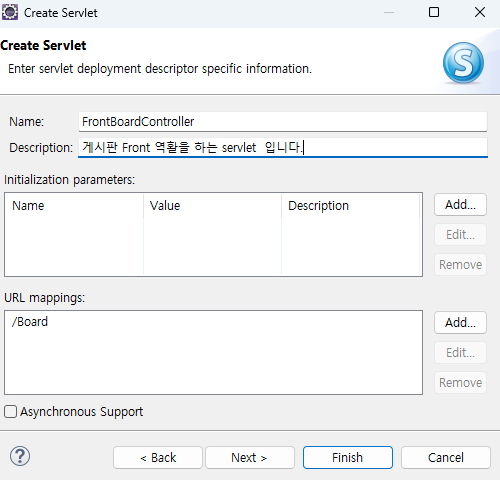 Create Servlet
Create Servlet
Enter servlet deployment descriptor specific information.
S
Name: FrontBoardController
Description: 게시판 Front 역활을 하는 servlet 입니다.
Initialization parameters:
Name Value Description
Add...
Edit...
Remove
URL mappings:
/Board
Add...
Edit...
Remove
Asynchronous Support
? < Back Next > Finish Cancel